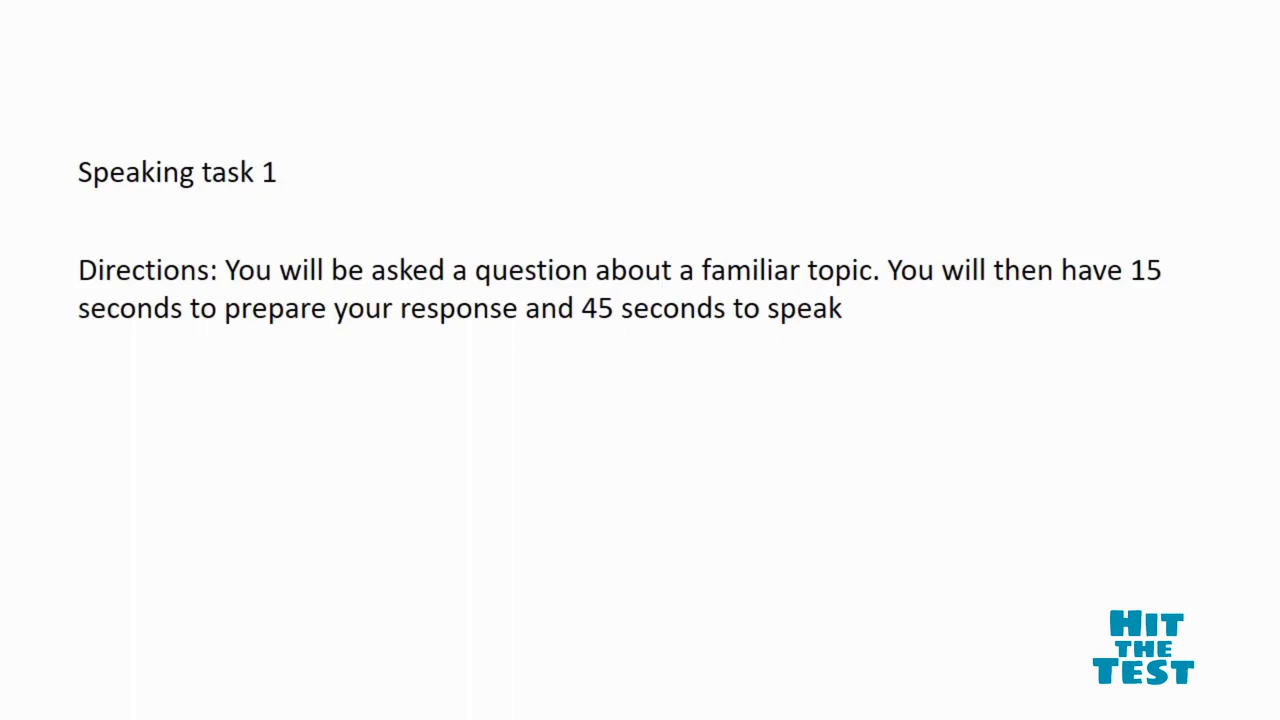 Speaking task 1
Directions: You will be asked a question about a familiar topic. You will then have 15
seconds to prepare your response and 45 seconds to speak
HIT
THE
TEST